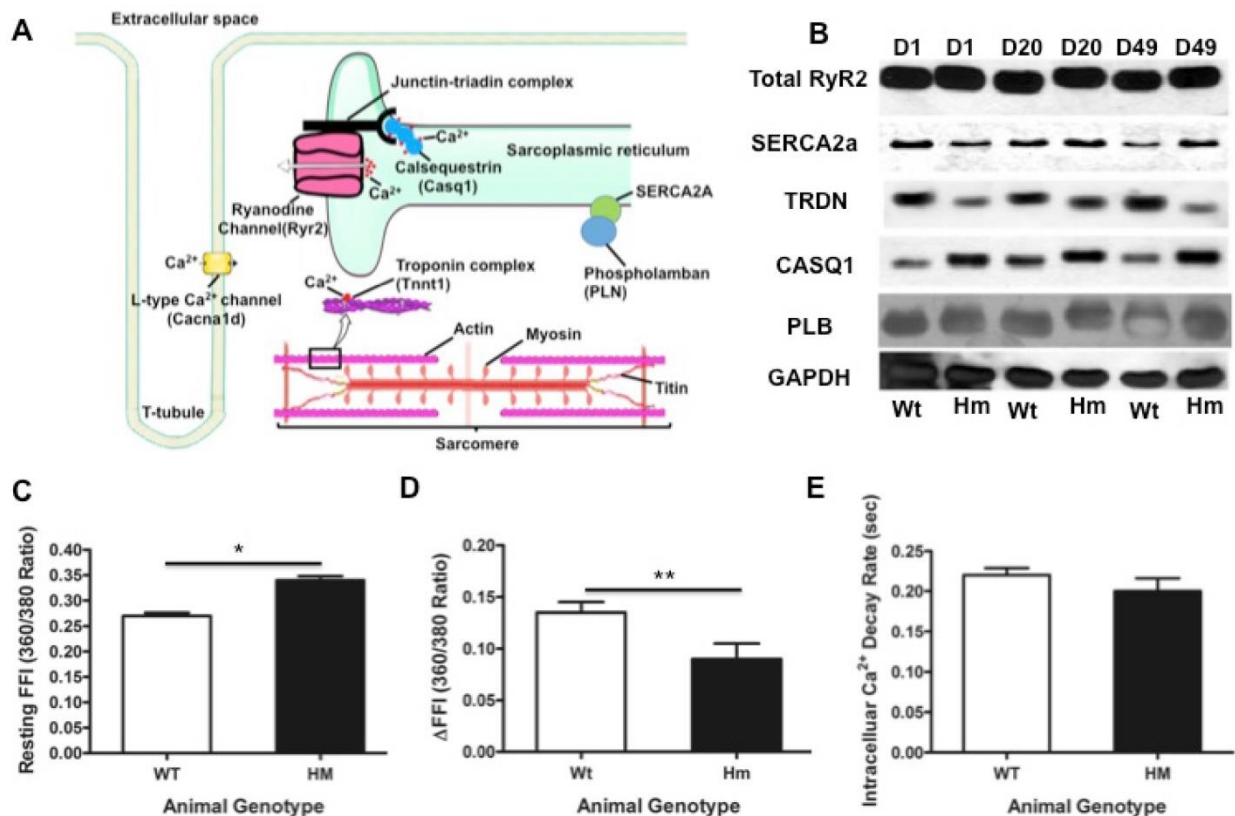 A
Extracellular space
Junctin-triadin complex
Ca²⁺
Calsequestrin
(Casq1)
Sarcoplasmic reticulum
Ca²⁺
Ryanodine
Channel(Ryr2)
SERCA2A
Phospholamban
(PLN)
Ca²⁺
L-type Ca²⁺ channel
(Cacna1d)
Ca²⁺
Troponin complex
(Tnnt1)
Actin
Myosin
Titin
T-tubule
Sarcomere
B
D1 D1 D20 D20 D49 D49
Total RyR2
SERCA2a
TRDN
CASQ1
PLB
GAPDH
Wt Hm Wt Hm Wt Hm
C
Resting FFI (360/380 Ratio)
0.40
0.35
0.30
0.25
0.20
0.15
0.10
0.05
0.00
*
WT HM
Animal Genotype
D
ΔFFI (360/380 Ratio)
0.20
0.15
0.10
0.05
0.00
**
Wt Hm
Animal Genotype
E
Intracelluar Ca²⁺ Decay Rate (sec)
0.25
0.20
0.15
0.10
0.05
0.00
WT HM
Animal Genotype